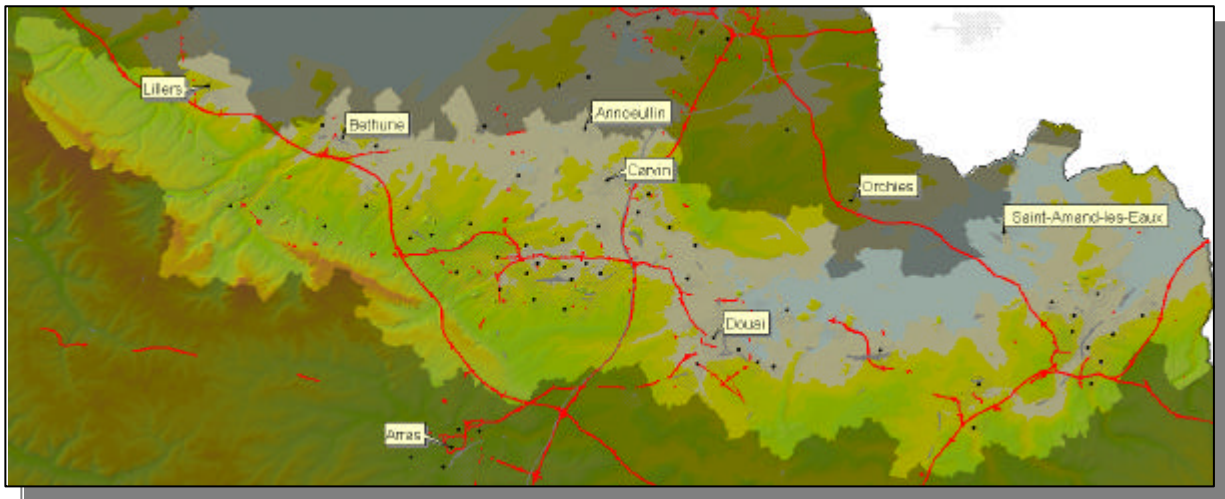 Lillers
Bethune
Annoeullin
Carvin
Orchies
Saint-Amand-les-Eaux
Douai
Arras